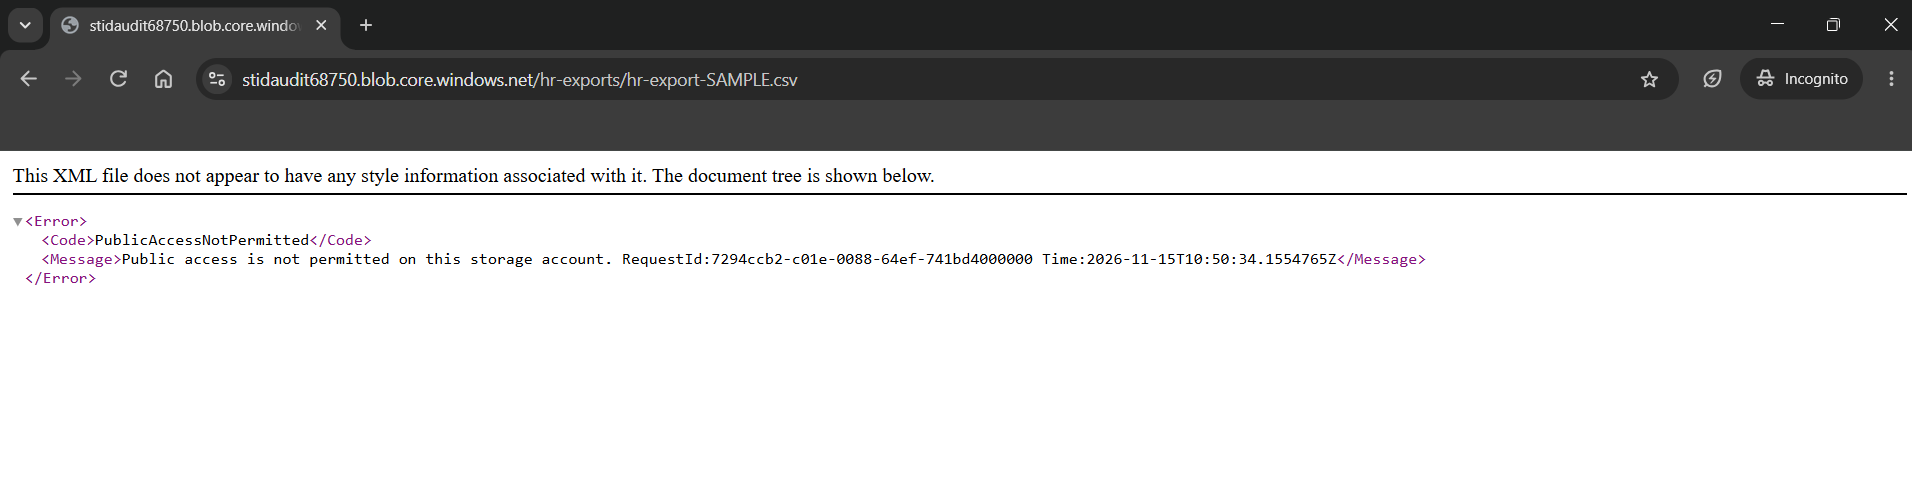 stidaudit68750.blob.core.windo
stidaudit68750.blob.core.windows.net/hr-exports/hr-export-SAMPLE.csv
Incognito
This XML file does not appear to have any style information associated with it. The document tree is shown below.
▼<Error>
<Code>PublicAccessNotPermitted</Code>
<Message>Public access is not permitted on this storage account. RequestId:7294ccb2-c01e-0088-64ef-741bd4000000 Time:2026-11-15T10:50:34.1554765Z</Message>
</Error>